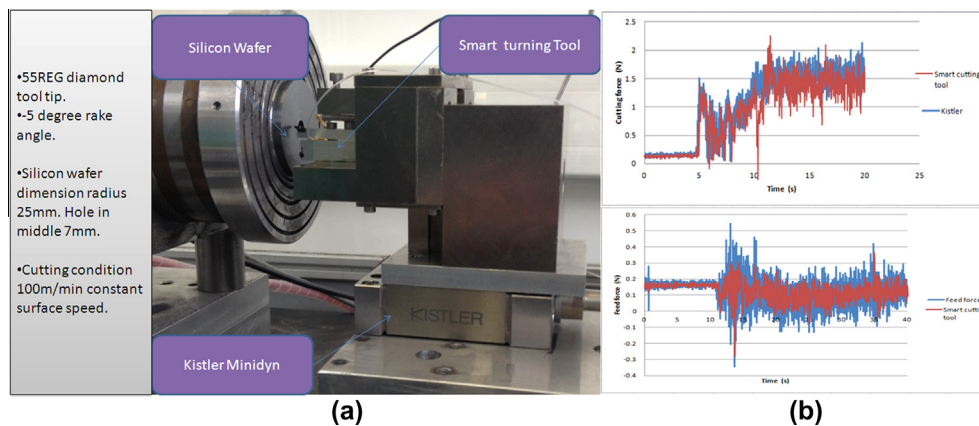 •55REG diamond
tool tip.
•-5 degree rake
angle.
•Silicon wafer
dimension radius
25mm. Hole in
middle 7mm.
•Cutting condition
100m/min constant
surface speed.
Silicon Wafer
Smart turning Tool
KISTLER
Kistler Minidyn
(a)
Cutting force (N)
2.5
2
1.5
1
0.5
0
-0.5
0
5
10
15
20
25
Time (s)
Smart cutting
tool
Kistler
Feed force (N)
0.6
0.5
0.4
0.3
0.2
0.1
0
-0.1
-0.2
-0.3
-0.4
0
5
10
15
20
25
30
35
40
Time (s)
Feed force
Smart cutting
tool
(b)